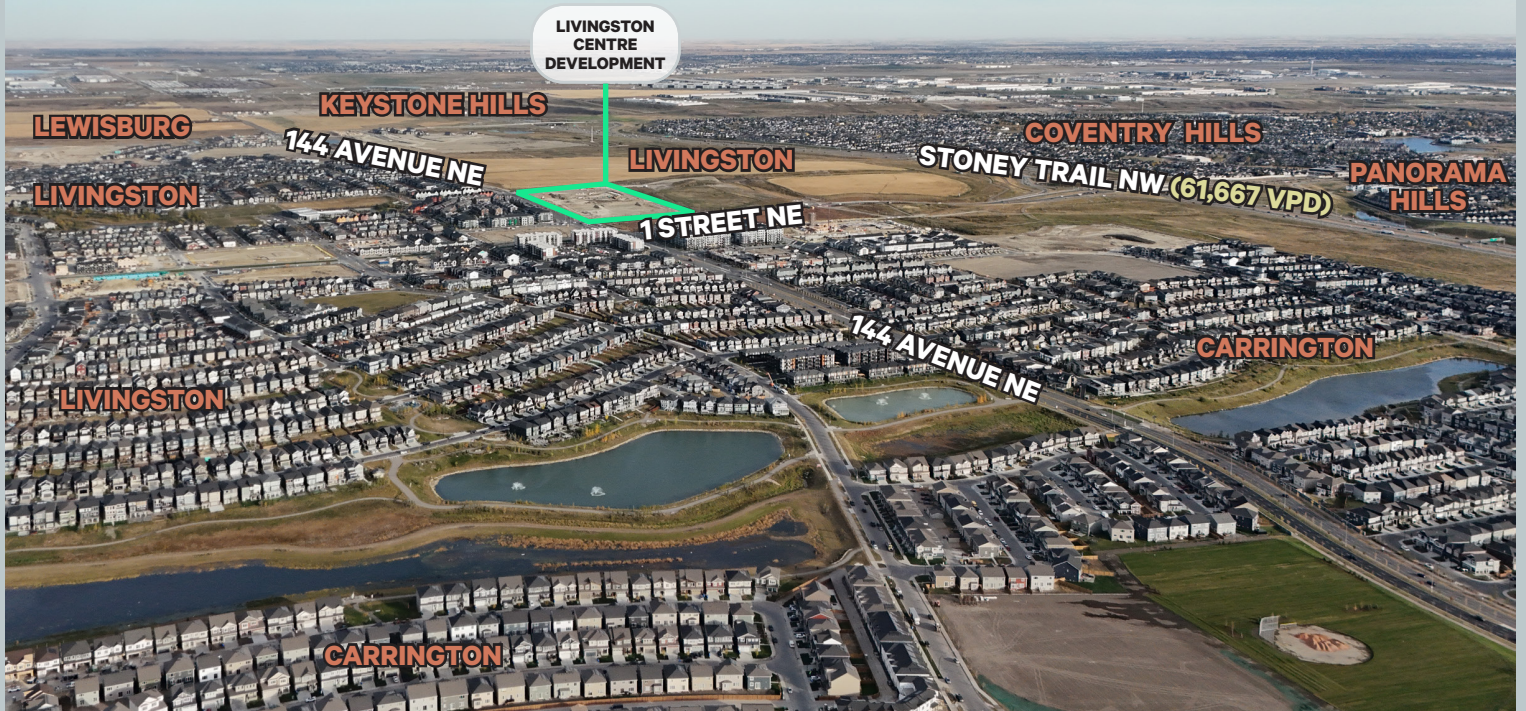 LIVINGSTON
CENTRE
DEVELOPMENT
KEYSTONE HILLS
LEWISBURG
144 AVENUE NE
LIVINGSTON
COVENTRY HILLS
STONEY TRAIL NW (61,667 VPD)
PANORAMA
HILLS
LIVINGSTON
1 STREET NE
144 AVENUE NE
CARRINGTON
LIVINGSTON
CARRINGTON